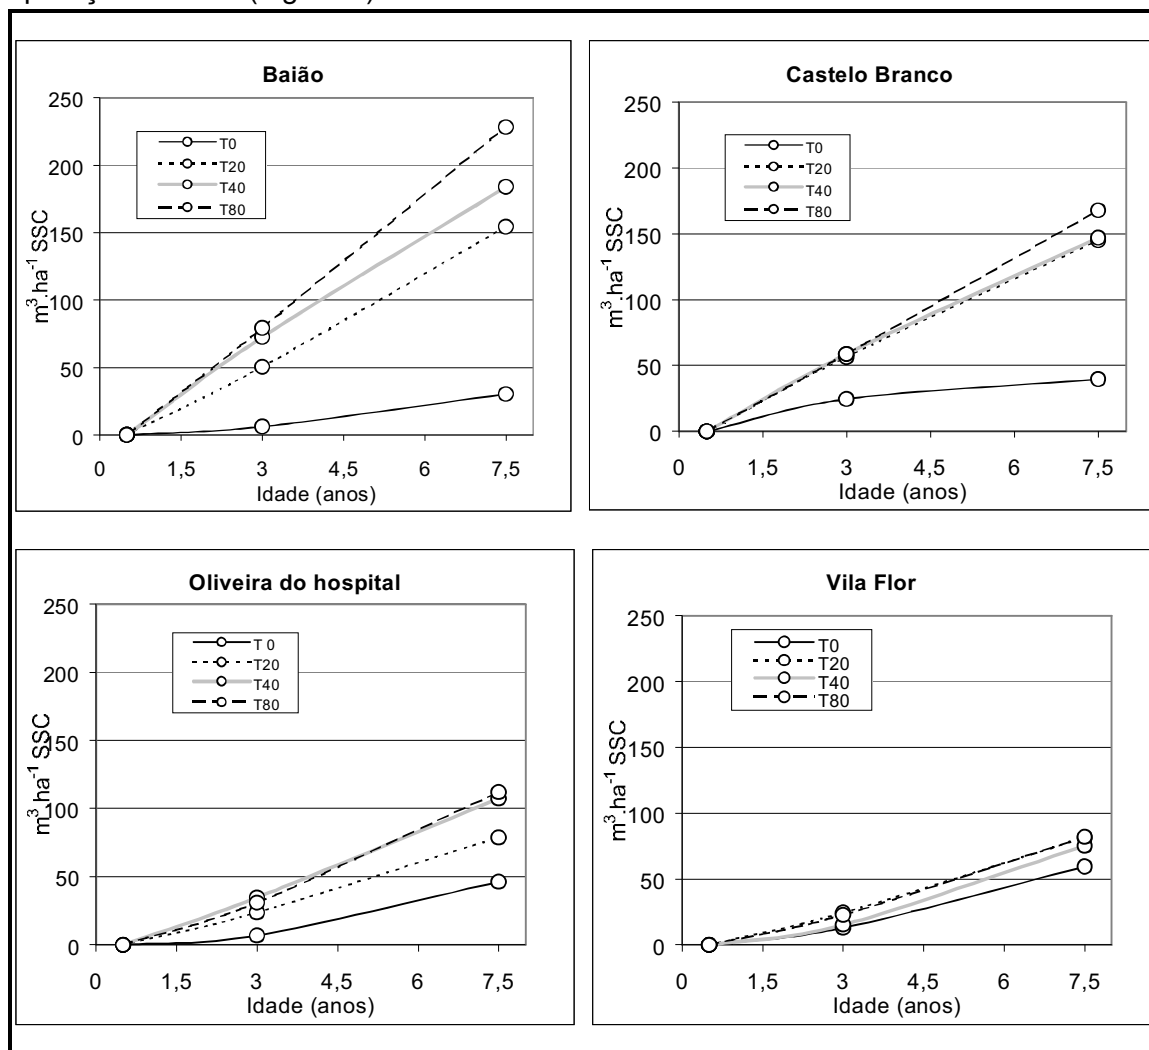 Baião
250
200
150
100
50
0
m³.ha⁻¹ SSC
T0
T20
T40
T80
0 1,5 3 4,5 6 7,5
Idade (anos)
Castelo Branco
250
200
150
100
50
0
m³.ha⁻¹ SSC
T0
T20
T40
T80
0 1,5 3 4,5 6 7,5
Idade (anos)
Oliveira do hospital
250
200
150
100
50
0
m³.ha⁻¹ SSC
T 0
T20
T40
T80
0 1,5 3 4,5 6 7,5
Idade (anos)
Vila Flor
250
200
150
100
50
0
m³.ha⁻¹ SSC
T0
T20
T40
T80
0 1,5 3 4,5 6 7,5
Idade (anos)